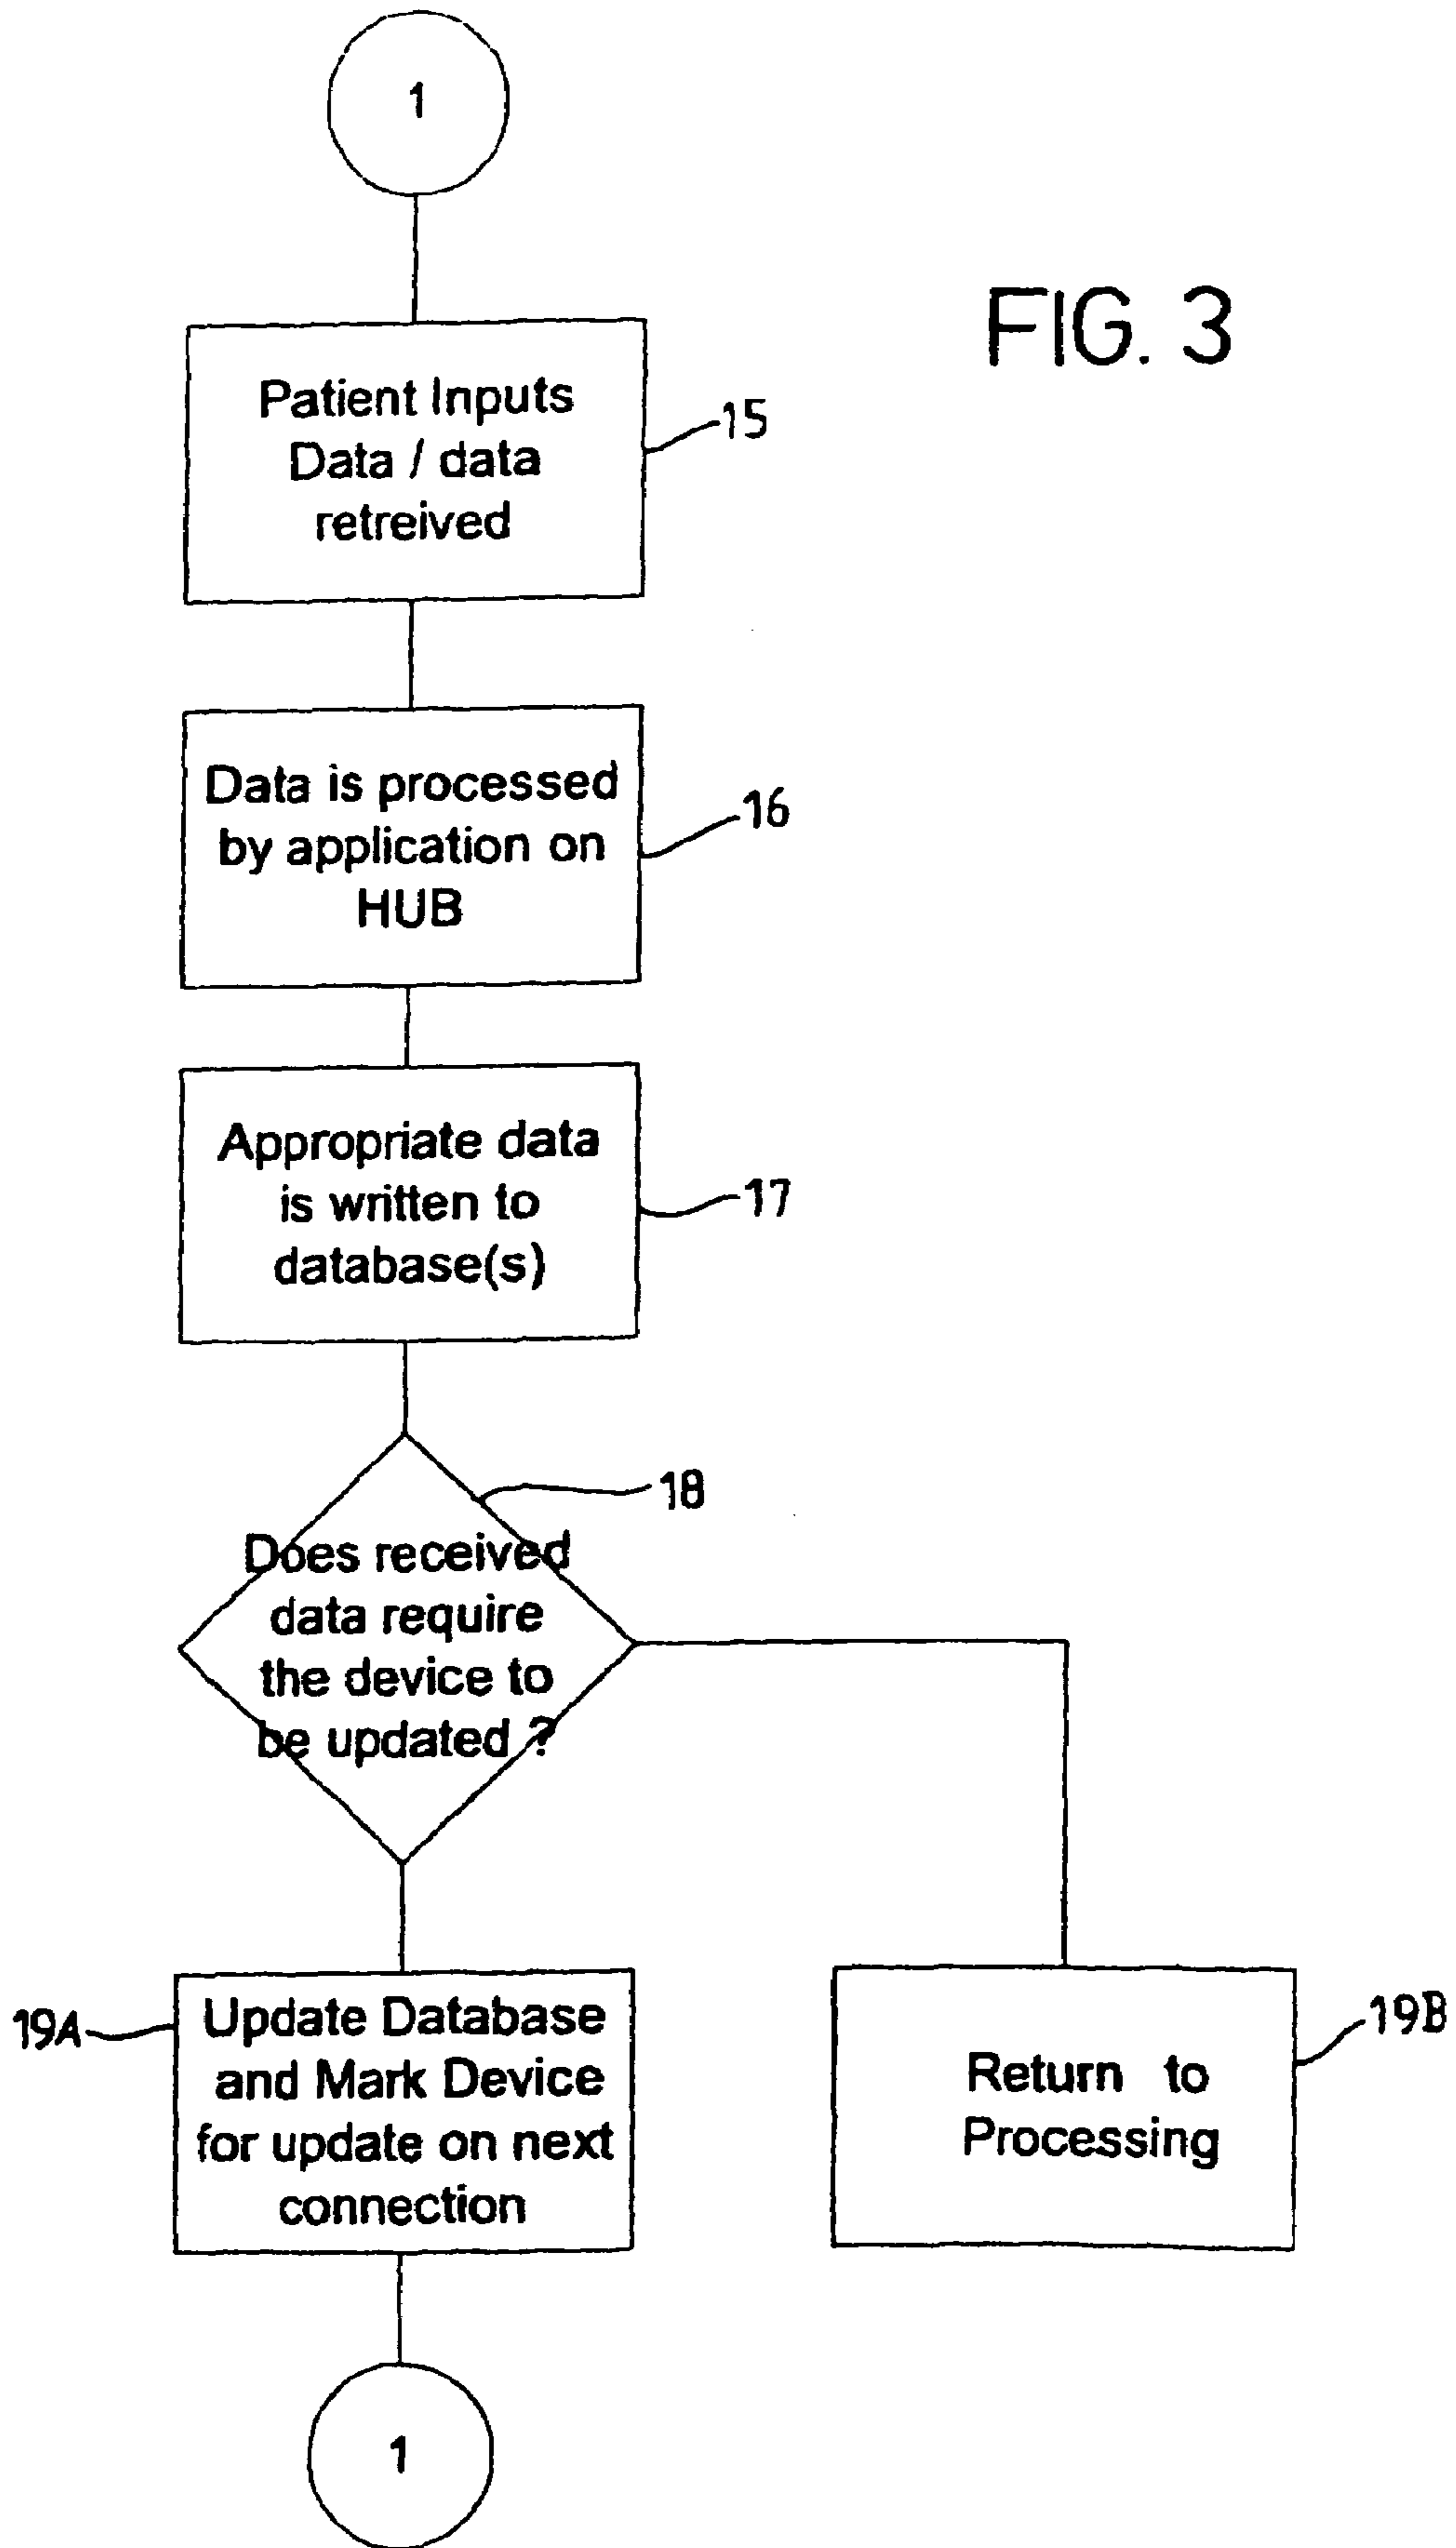 1
FIG. 3
Patient Inputs
Data / data
retreived
15
Data is processed
by application on
HUB
16
Appropriate data
is written to
database(s)
17
18
Does received
data require
the device to
be updated ?
19A
Update Database
and Mark Device
for update on next
connection
Return to
Processing
19B
1